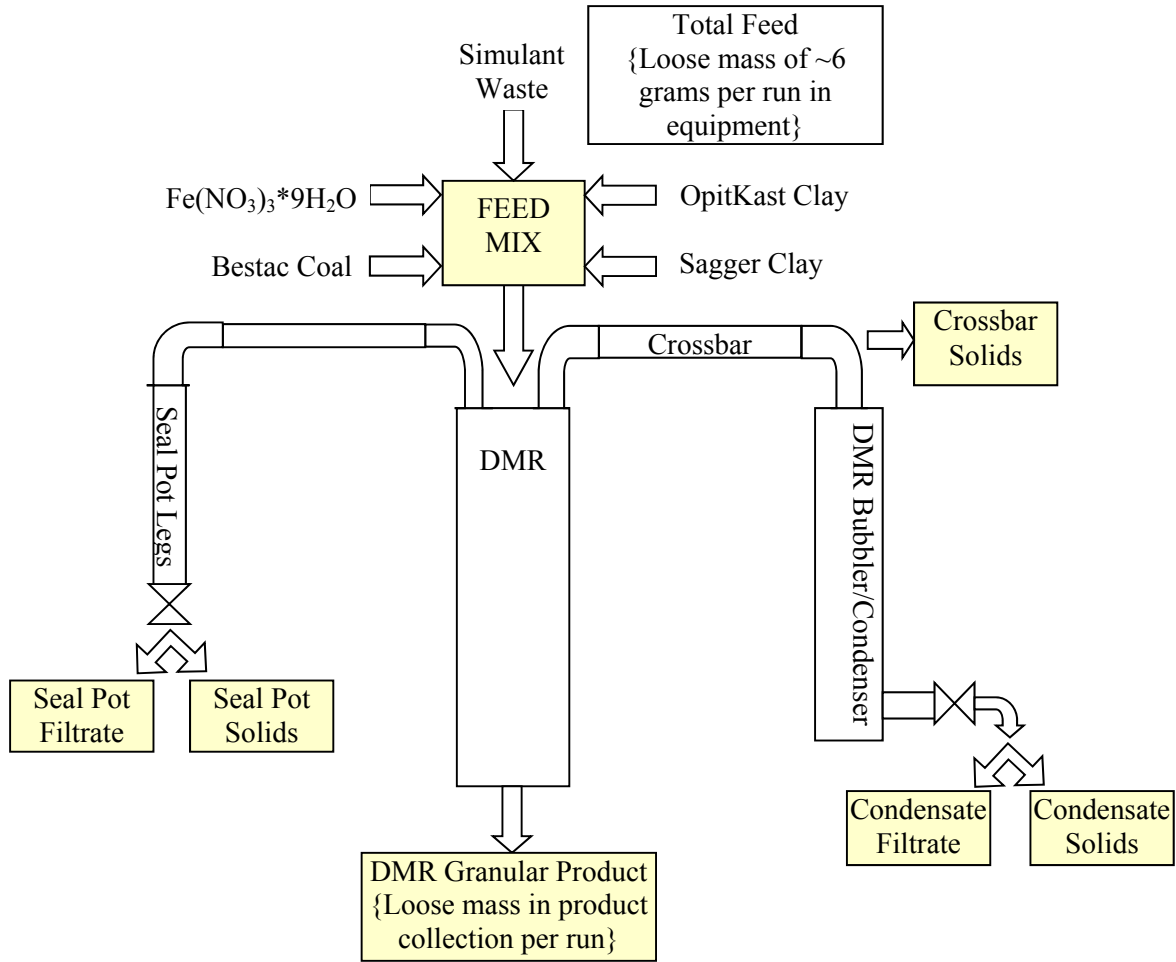 Total Feed
{Loose mass of ~6
grams per run in
equipment}
Simulant
Waste
Fe(NO₃)₃*9H₂O
OpitKast Clay
FEED
MIX
Bestac Coal
Sagger Clay
Crossbar
Crossbar
Solids
Seal Pot Legs
DMR
DMR Bubbler/Condenser
Seal Pot
Filtrate
Seal Pot
Solids
Condensate
Filtrate
Condensate
Solids
DMR Granular Product
{Loose mass in product
collection per run}